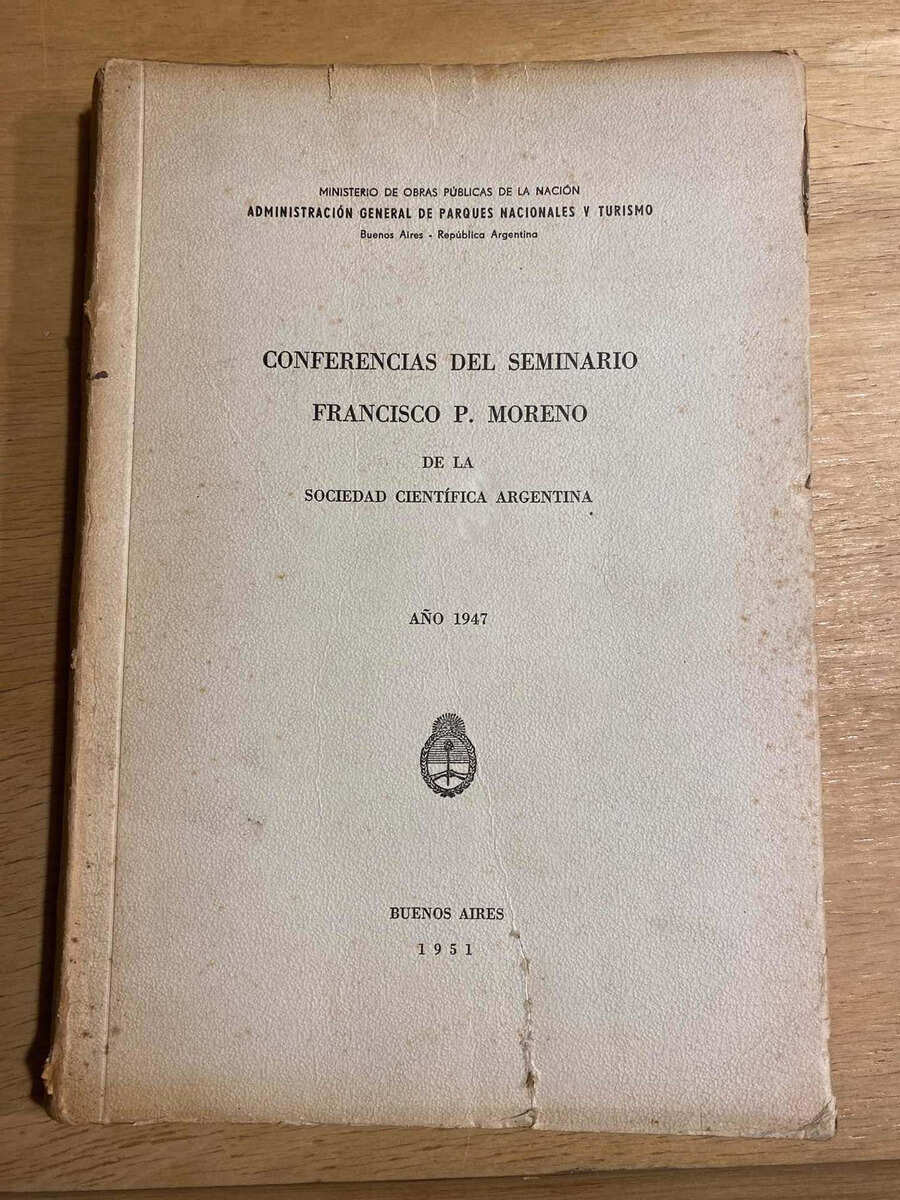 MINISTERIO DE OBRAS PÚBLICAS DE LA NACIÓN
ADMINISTRACIÓN GENERAL DE PARQUES NACIONALES Y TURISMO
Buenos Aires - República Argentina
CONFERENCIAS DEL SEMINARIO
FRANCISCO P. MORENO
DE LA
SOCIEDAD CIENTÍFICA ARGENTINA
AÑO 1947
BUENOS AIRES
1951